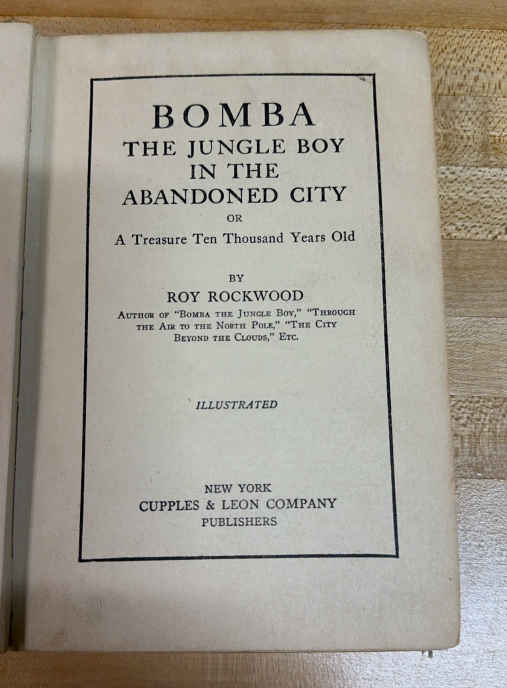 BOMBA
THE JUNGLE BOY
IN THE
ABANDONED CITY
OR
A Treasure Ten Thousand Years Old
BY
ROY ROCKWOOD
Author of "Bomba the Jungle Boy," "Through
the Air to the North Pole," "The City
Beyond the Clouds," Etc.
ILLUSTRATED
NEW YORK
CUPPLES & LEON COMPANY
PUBLISHERS